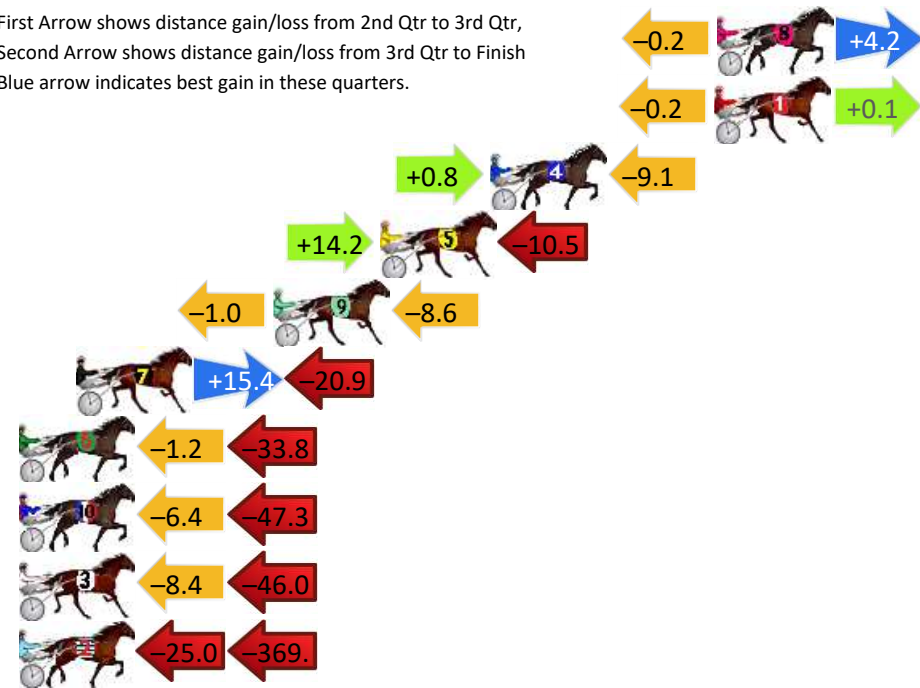 First Arrow shows distance gain/loss from 2nd Qtr to 3rd Qtr,
Second Arrow shows distance gain/loss from 3rd Qtr to Finish
Blue arrow indicates best gain in these quarters.
–0.2 8 +4.2
–0.2 1 +0.1
+0.8 4 –9.1
+14.2 5 –10.5
–1.0 9 –8.6
7 +15.4 –20.9
6 –1.2 –33.8
10 –6.4 –47.3
3 –8.4 –46.0
2 –25.0 –369.